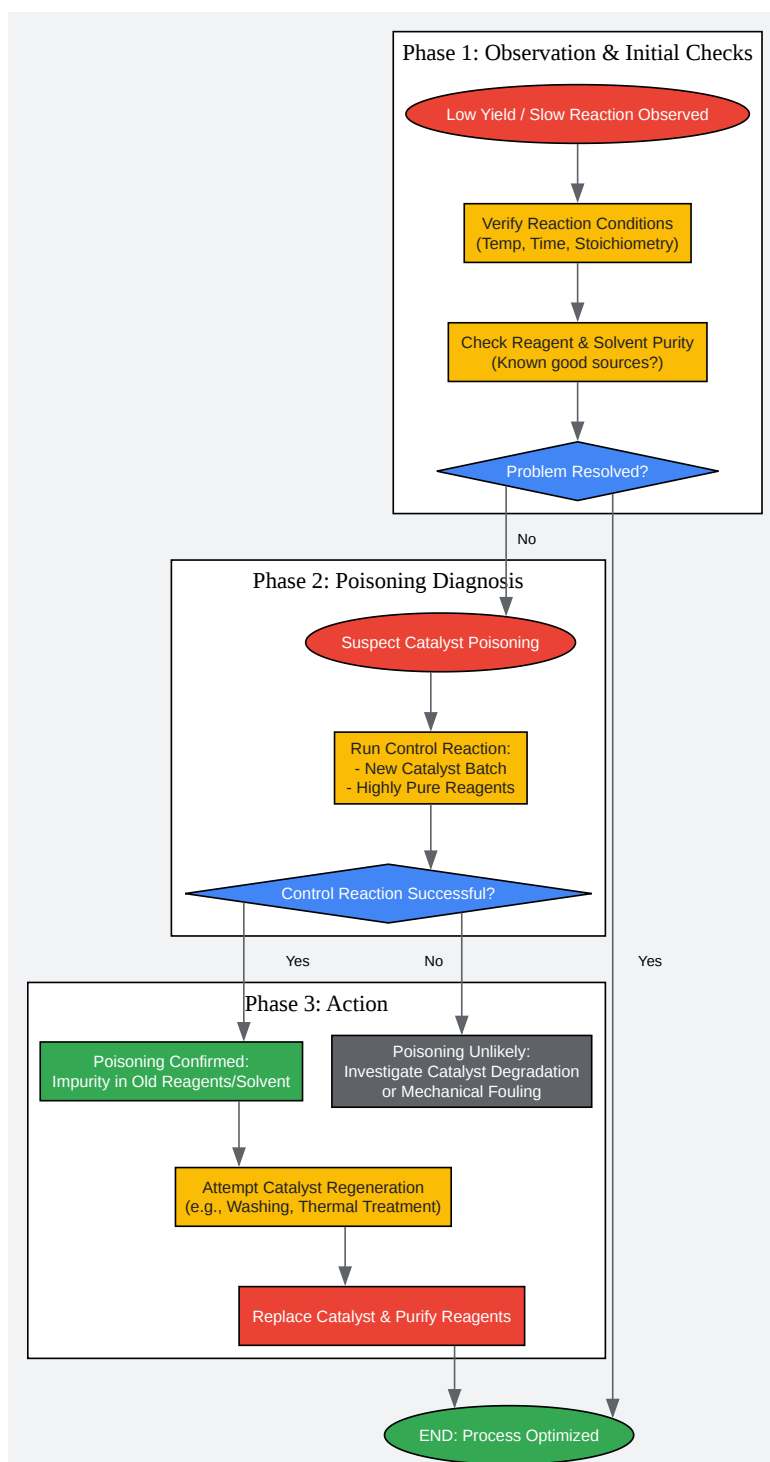 Phase 1: Observation & Initial Checks
Low Yield / Slow Reaction Observed
Verify Reaction Conditions
(Temp, Time, Stoichiometry)
Check Reagent & Solvent Purity
(Known good sources?)
Problem Resolved?
No
Phase 2: Poisoning Diagnosis
Suspect Catalyst Poisoning
Run Control Reaction:
- New Catalyst Batch
- Highly Pure Reagents
Control Reaction Successful?
Yes
No
Yes
Phase 3: Action
Poisoning Confirmed:
Impurity in Old Reagents/Solvent
Poisoning Unlikely:
Investigate Catalyst Degradation
or Mechanical Fouling
Attempt Catalyst Regeneration
(e.g., Washing, Thermal Treatment)
Replace Catalyst & Purify Reagents
END: Process Optimized